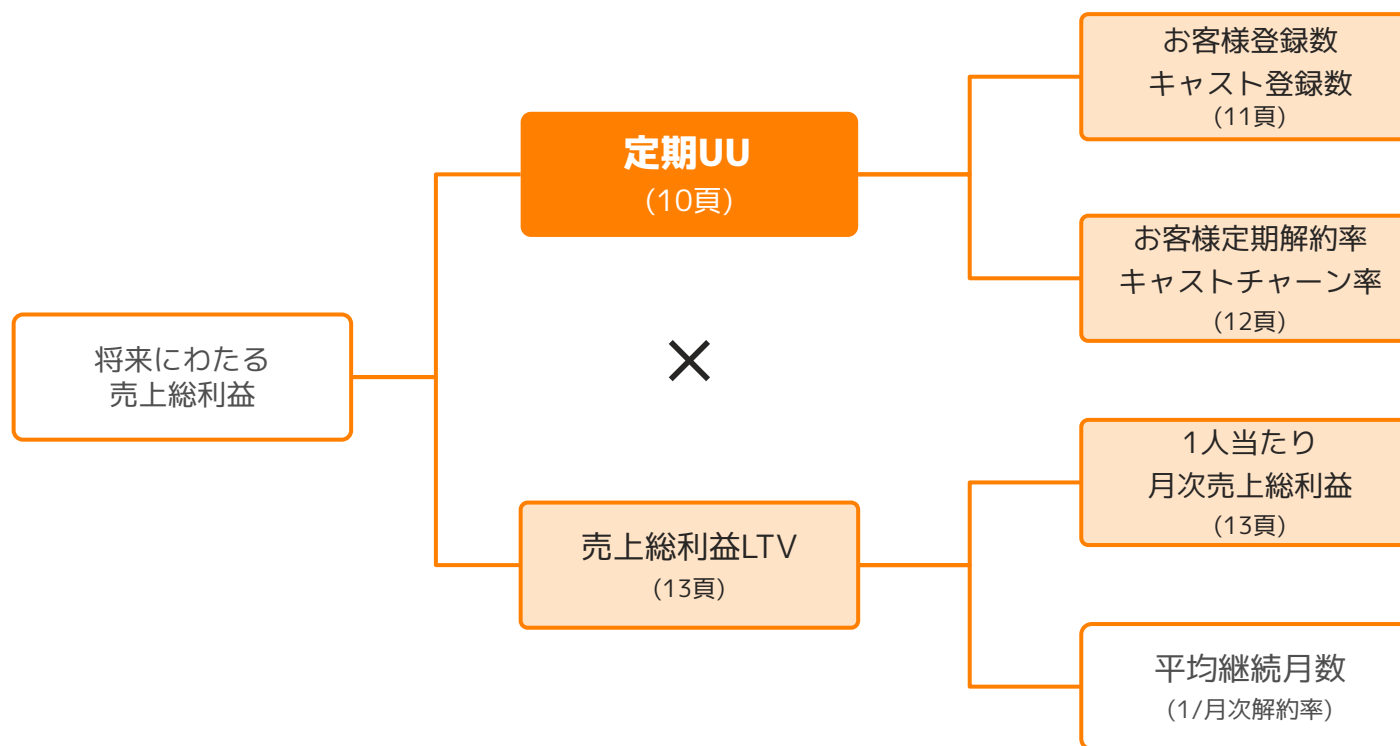 将来にわたる
売上総利益
定期UU
(10頁)
×
売上総利益LTV
(13頁)
お客様登録数
キャスト登録数
(11頁)
お客様定期解約率
キャストチャーン率
(12頁)
1人当たり
月次売上総利益
(13頁)
平均継続月数
(1/月次解約率)